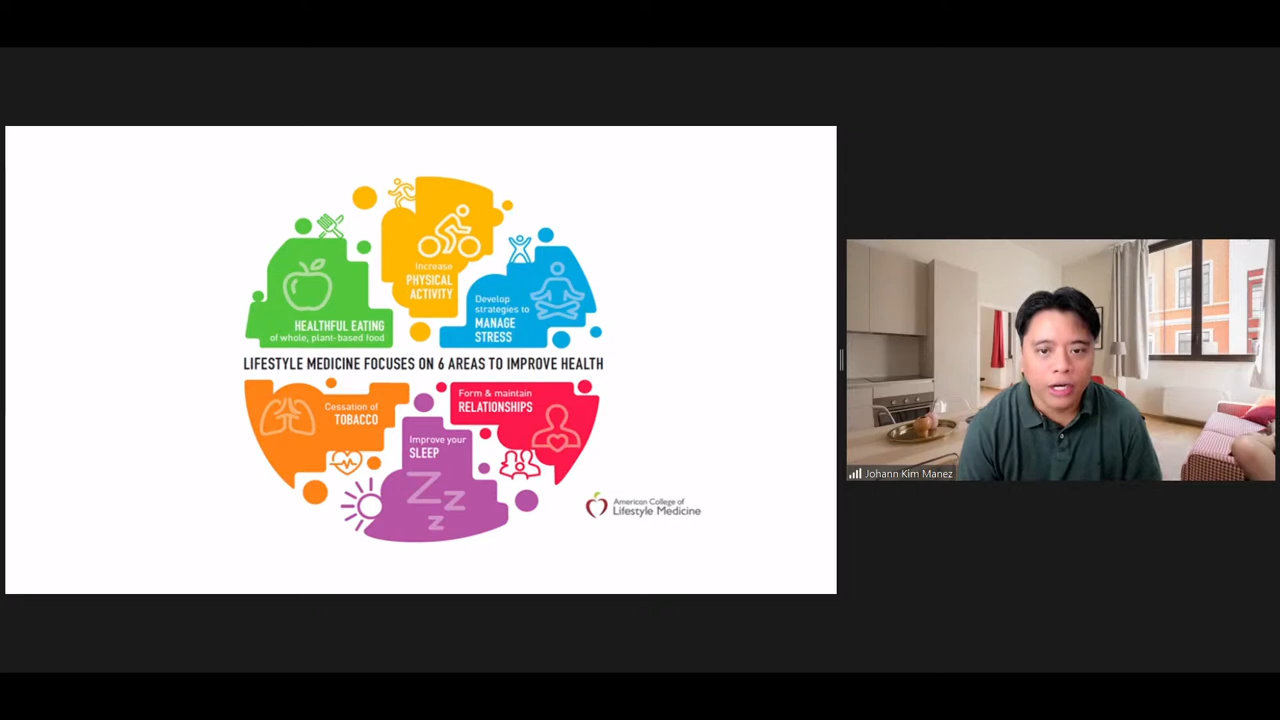 Increase
PHYSICAL
ACTIVITY
Develop
strategies to
MANAGE
STRESS
HEALTHFUL EATING
of whole, plant-based food
LIFESTYLE MEDICINE FOCUSES ON 6 AREAS TO IMPROVE HEALTH
Cessation of
TOBACCO
Form & maintain
RELATIONSHIPS
Improve your
SLEEP
Z
Z
Z
American College of
Lifestyle Medicine
Johann Kim Manez